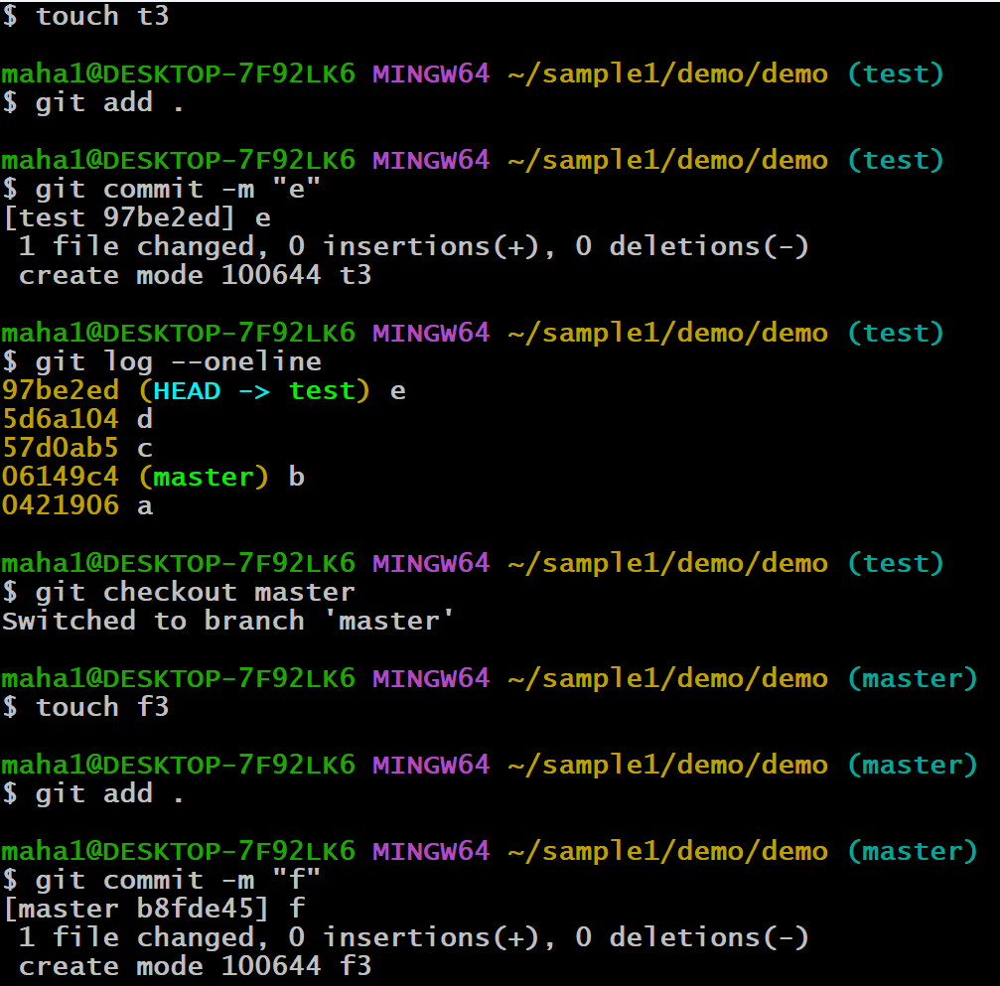 $ touch t3
maha1@DESKTOP-7F92LK6 MINGW64 ~/sample1/demo/demo (test)
$ git add .
maha1@DESKTOP-7F92LK6 MINGW64 ~/sample1/demo/demo (test)
$ git commit -m "e"
[test 97be2ed] e
 1 file changed, 0 insertions(+), 0 deletions(-)
 create mode 100644 t3
maha1@DESKTOP-7F92LK6 MINGW64 ~/sample1/demo/demo (test)
$ git log --oneline
97be2ed (HEAD -> test) e
5d6a104 d
57d0ab5 c
06149c4 (master) b
0421906 a
maha1@DESKTOP-7F92LK6 MINGW64 ~/sample1/demo/demo (test)
$ git checkout master
Switched to branch 'master'
maha1@DESKTOP-7F92LK6 MINGW64 ~/sample1/demo/demo (master)
$ touch f3
maha1@DESKTOP-7F92LK6 MINGW64 ~/sample1/demo/demo (master)
$ git add .
maha1@DESKTOP-7F92LK6 MINGW64 ~/sample1/demo/demo (master)
$ git commit -m "f"
[master b8fde45] f
 1 file changed, 0 insertions(+), 0 deletions(-)
 create mode 100644 f3